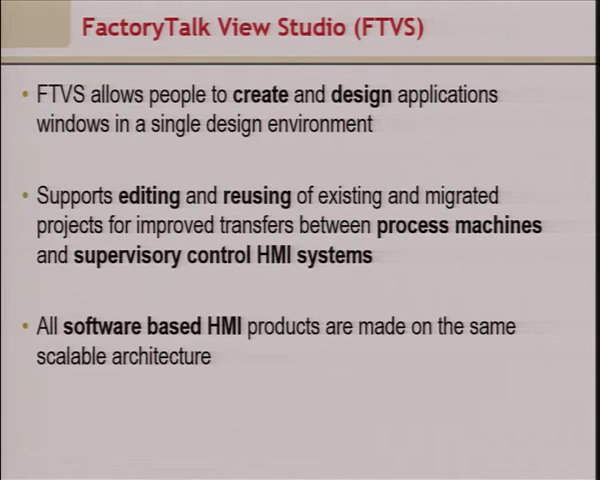 FactoryTalk View Studio (FTVS)
• FTVS allows people to create and design applications
windows in a single design environment
• Supports editing and reusing of existing and migrated
projects for improved transfers between process machines
and supervisory control HMI systems
• All software based HMI products are made on the same
scalable architecture